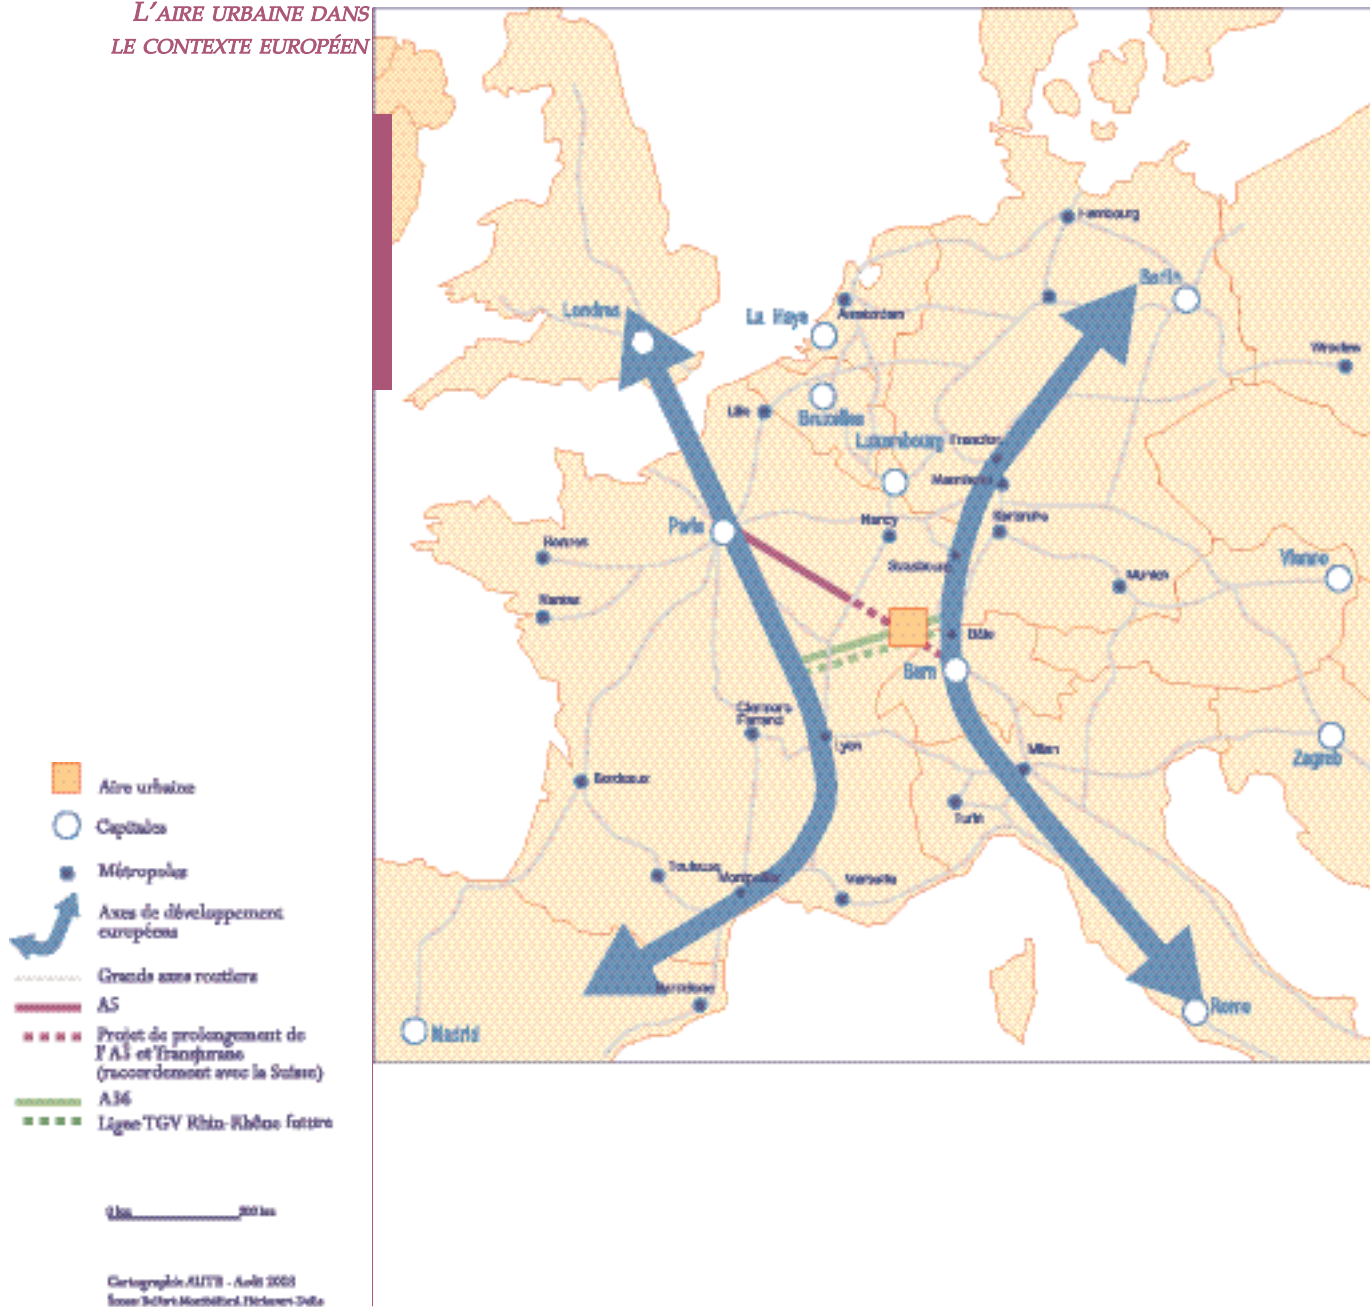 L'AIRE URBAINE DANS
LE CONTEXTE EUROPÉEN
Hambourg
Berlin
Londres
La Haye
Amsterdam
Wroclaw
Lille
Bruxelles
Luxembourg
Francfort
Mannheim
Paris
Nancy
Karlsruhe
Rennes
Strasbourg
Munich
Vienne
Nantes
Bâle
Bern
Clermont
Ferrand
Lyon
Milan
Zagreb
Bordeaux
Turin
Toulouse
Montpellier
Marseille
Barcelone
Rome
Madrid
Aire urbaine
Capitales
Métropoles
Axes de développement
européens
Grands axes routiers
A5
Projet de prolongement de
l'A5 et Transjurane
(raccordement avec la Suisse)
A36
Ligne TGV Rhin-Rhône future
0 km
Cartographie AUTB - Août 2003